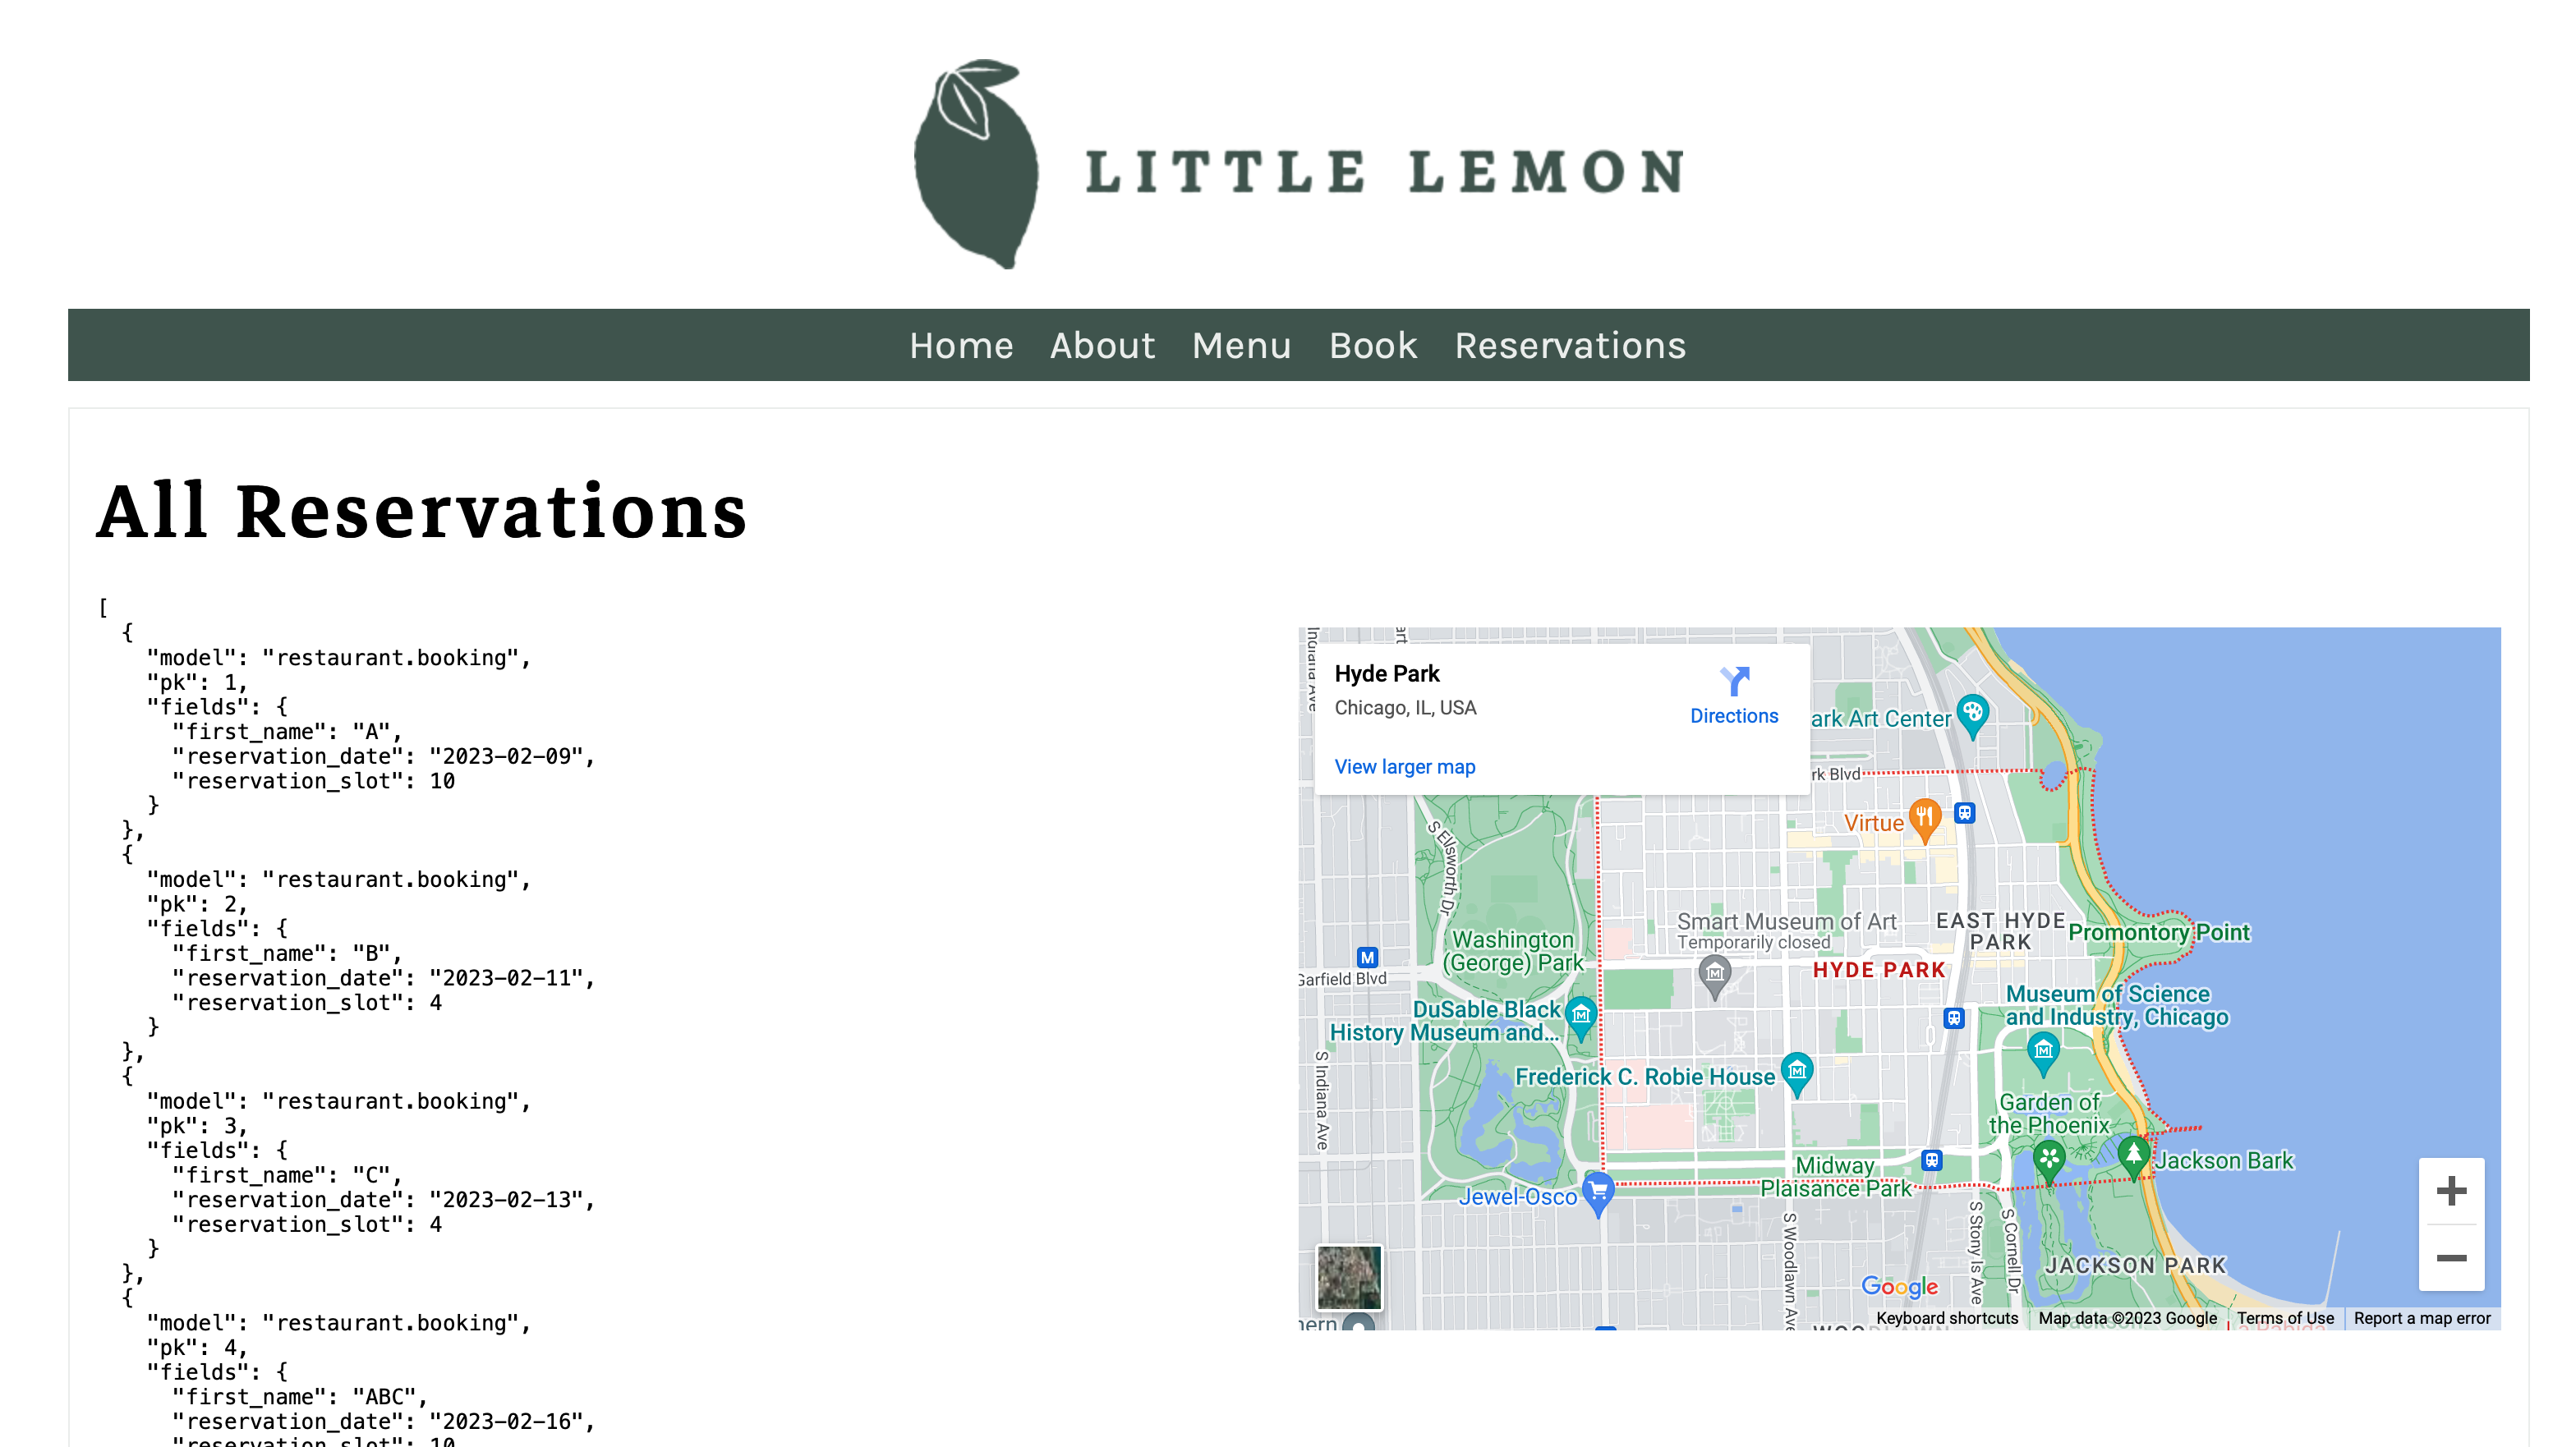 LITTLE LEMON
Home About Menu Book Reservations
All Reservations
[
{
"model": "restaurant.booking",
"pk": 1,
"fields": {
"first_name": "A",
"reservation_date": "2023-02-09",
"reservation_slot": 10
}
},
{
"model": "restaurant.booking",
"pk": 2,
"fields": {
"first_name": "B",
"reservation_date": "2023-02-11",
"reservation_slot": 4
}
},
{
"model": "restaurant.booking",
"pk": 3,
"fields": {
"first_name": "C",
"reservation_date": "2023-02-13",
"reservation_slot": 4
}
},
{
"model": "restaurant.booking",
"pk": 4,
"fields": {
"first_name": "ABC",
"reservation_date": "2023-02-16",
"reservation_slot": 10
Hyde Park
Chicago, IL, USA
Directions
View larger map
ark Art Center
rk Blvd
Virtue
S Ellsworth Dr
Washington
(George) Park
Smart Museum of Art
Temporarily closed
EAST HYDE
PARK
Promontory Point
M
Garfield Blvd
HYDE PARK
DuSable Black
History Museum and...
Museum of Science
and Industry, Chicago
Frederick C. Robie House
S Indiana Ave
Garden of
the Phoenix
Midway
Plaisance Park
Jackson Bark
Jewel-Osco
S Woodlawn Ave
S Stony Is Ave
S Cornell Dr
JACKSON PARK
Google
hern
Keyboard shortcuts Map data ©2023 Google Terms of Use Report a map error